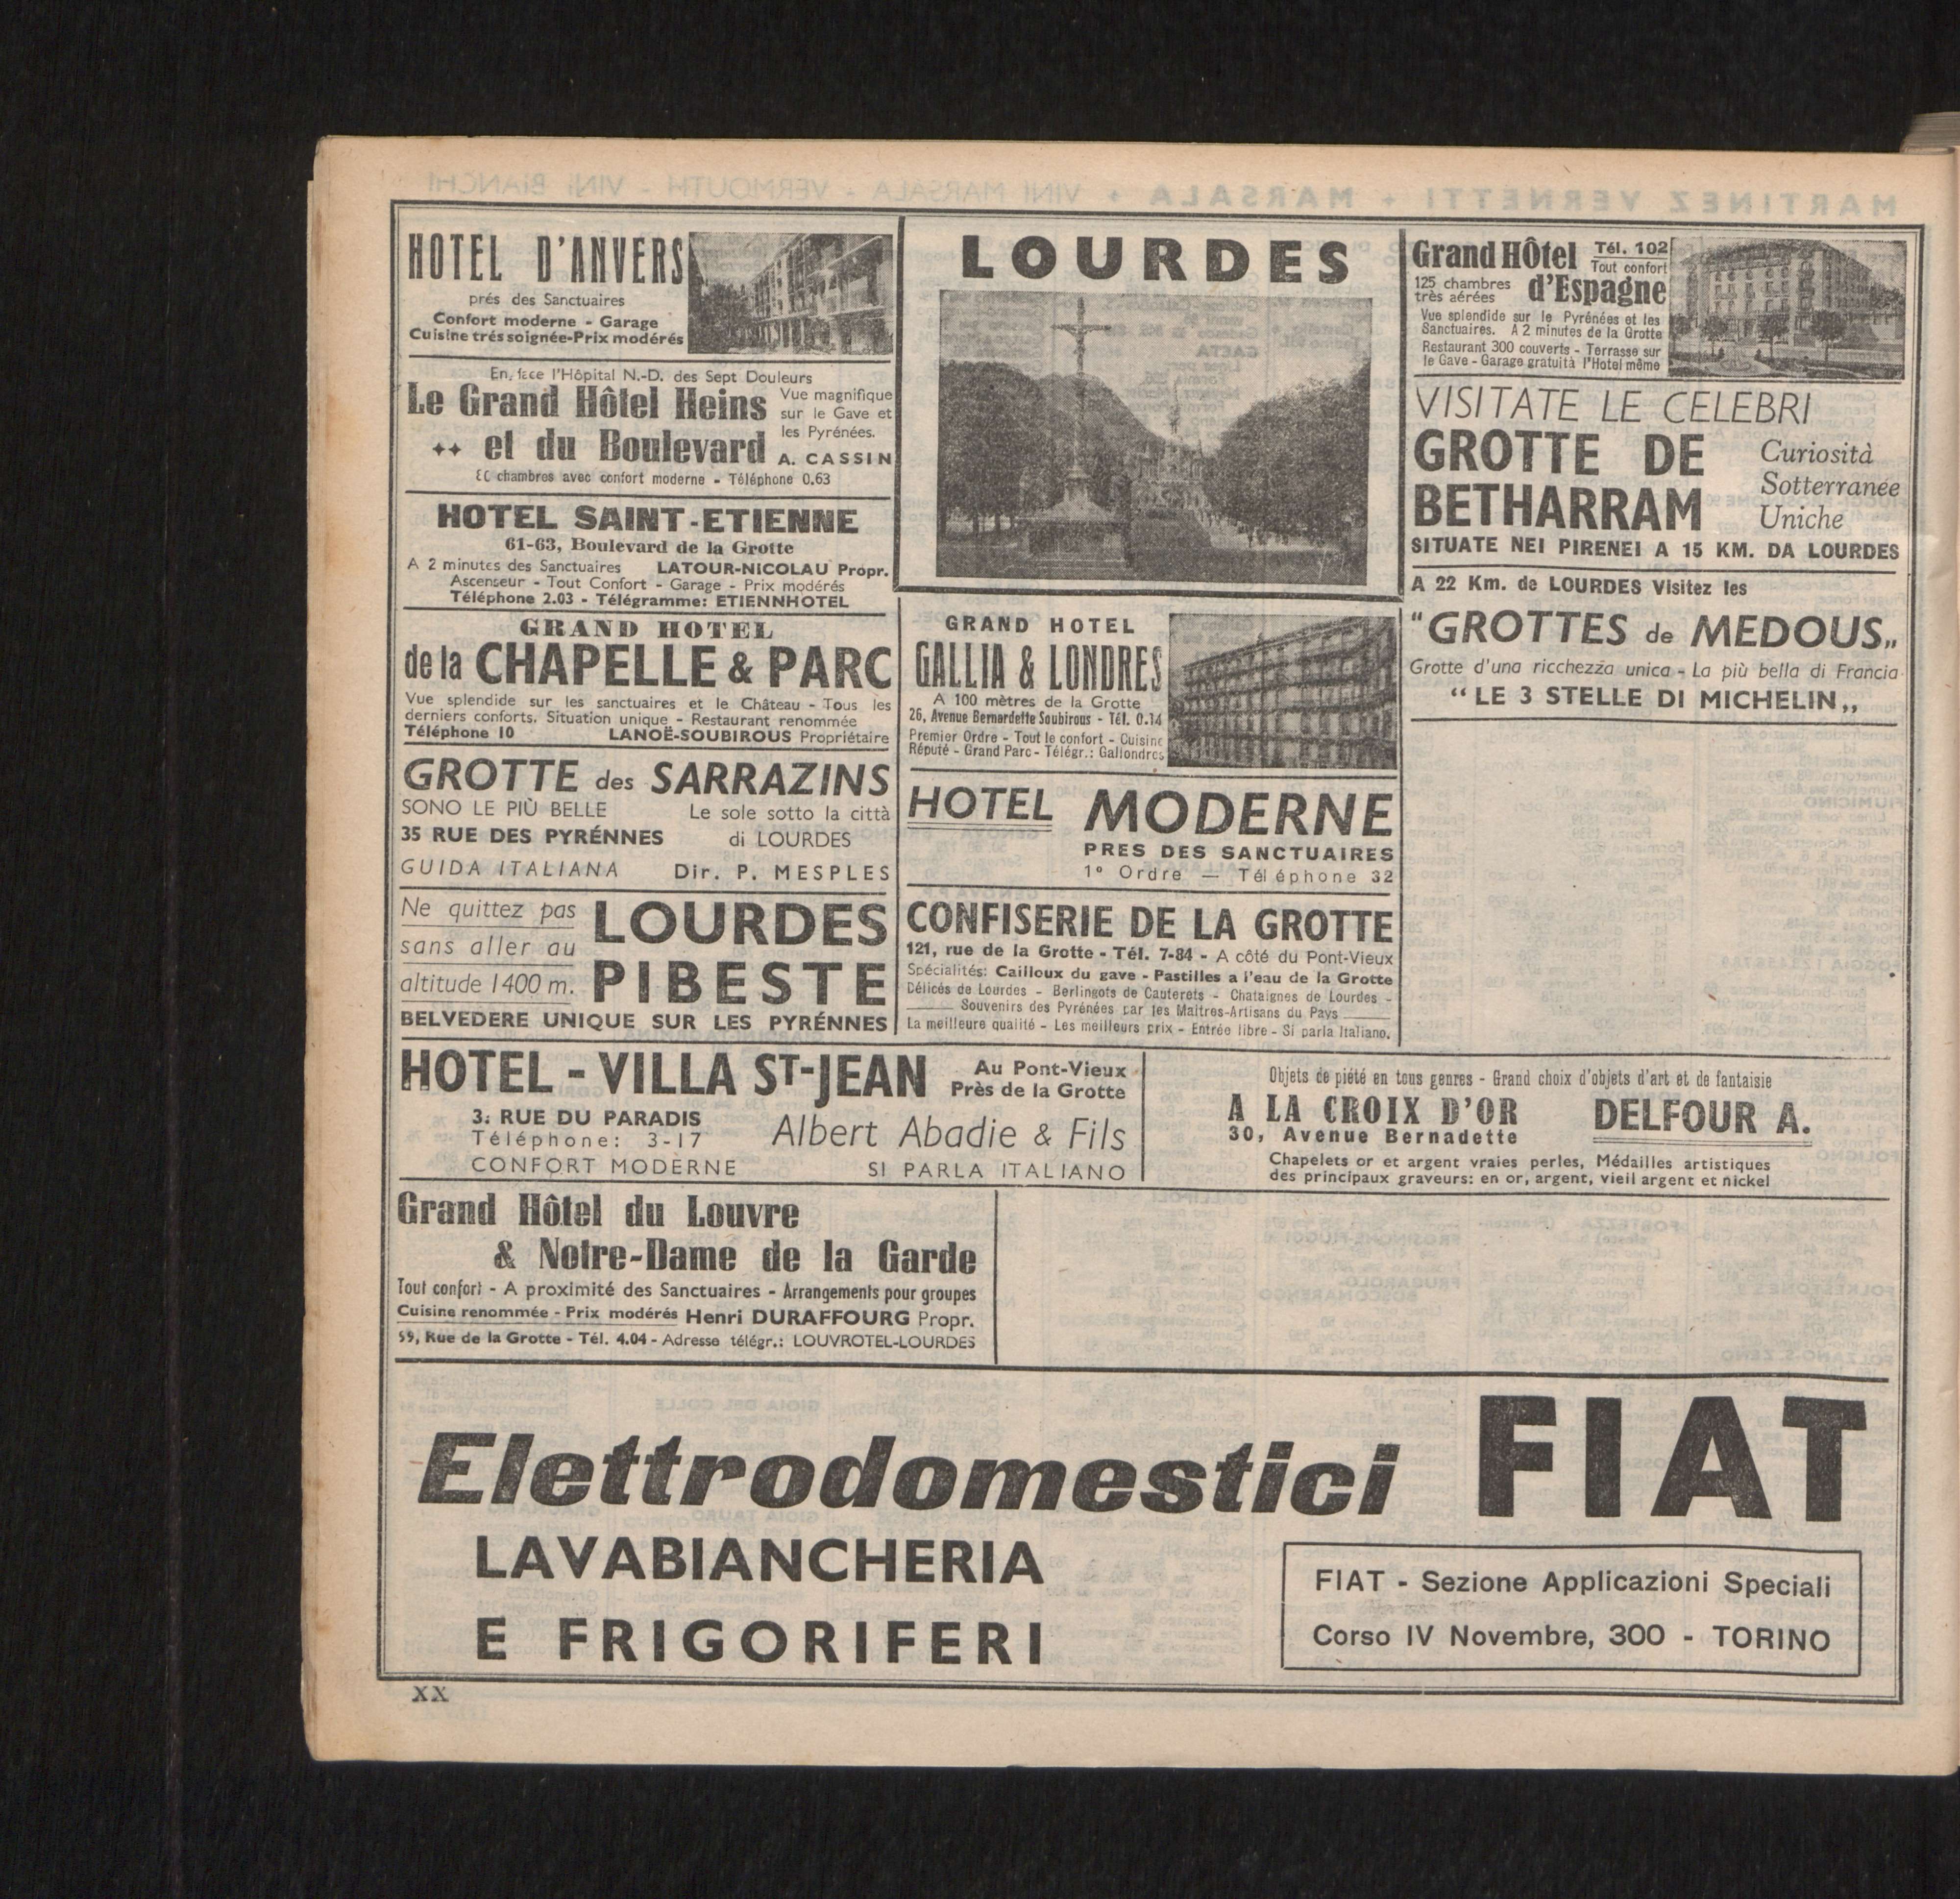 HOTEL D'ANVERS
prés des Sanctuaires
Confort moderne - Garage
Cuisine trés soignée-Prix modérés
En face l'Hôpital N.-D. des Sept Douleurs
Le Grand Hôtel Heins
et du Boulevard
Vue magnifique
sur le Gave et
les Pyrénées.
A. CASSIN
chambres avec confort moderne - Téléphone 0.63
HOTEL SAINT-ETIENNE
61-63, Boulevard de la Grotte
A 2 minutes des Sanctuaires LATOUR-NICOLAU Propr.
Ascenseur - Tout Confort - Garage - Prix modérés
Téléphone 2.03 - Télégramme: ETIENNHOTEL
GRAND HOTEL
de la CHAPELLE & PARC
Vue splendide sur les sanctuaires et le Château - Tous les
derniers conforts. Situation unique - Restaurant renommée
Téléphone 10 LANOË-SOUBIROUS Propriétaire
GROTTE des SARRAZINS
SONO LE PIÙ BELLE Le sole sotto la città
35 RUE DES PYRÉNNES di LOURDES
GUIDA ITALIANA Dir. P. MESPLES
Ne quittez pas
sans aller au
altitude 1400 m.
LOURDES
PIBESTE
BELVEDERE UNIQUE SUR LES PYRÉNNES
LOURDES
GRAND HOTEL
GALLIA & LONDRES
A 100 mètres de la Grotte
26, Avenue Bernardette Soubirous - Tél. 0.14
Premier Ordre - Tout le confort - Cuisine
Réputé - Grand Parc - Télégr.: Gallondres
HOTEL MODERNE
PRES DES SANCTUAIRES
1º Ordre — Téléphone 32
CONFISERIE DE LA GROTTE
121, rue de la Grotte - Tél. 7-84 - A côté du Pont-Vieux
Spécialités: Cailloux du gave - Pastilles a l'eau de la Grotte
Délicés de Lourdes - Berlingots de Cauterets - Chataignes de Lourdes -
Souvenirs des Pyrénées par les Maitres-Artisans du Pays
La meilleure qualité - Les meilleurs prix - Entrée libre - Si parla Italiano.
Grand Hôtel Tél. 102
Tout confort
125 chambres
très aérées
d'Espagne
Vue splendide sur le Pyrénées et les
Sanctuaires. A 2 minutes de la Grotte
Restaurant 300 couverts - Terrasse sur
le Gave - Garage gratuità l'Hotel même
VISITATE LE CELEBRI
GROTTE DE
BETHARRAM
Curiosità
Sotterranée
Uniche
SITUATE NEI PIRENEI A 15 KM. DA LOURDES
A 22 Km. de LOURDES Visitez les
"GROTTES de MEDOUS„
Grotte d'una ricchezza unica - La più bella di Francia
"LE 3 STELLE DI MICHELIN„
HOTEL - VILLA ST-JEAN
Au Pont-Vieux
Près de la Grotte
3. RUE DU PARADIS
Téléphone: 3-17
CONFORT MODERNE
Albert Abadie & Fils
SI PARLA ITALIANO
Objets de piété en tous genres - Grand choix d'objets d'art et de fantaisie
A LA CROIX D'OR DELFOUR A.
30, Avenue Bernadette
Chapelets or et argent vraies perles, Médailles artistiques
des principaux graveurs: en or, argent, vieil argent et nickel
Grand Hôtel du Louvre
& Notre-Dame de la Garde
Tout confort - A proximité des Sanctuaires - Arrangements pour groupes
Cuisine renommée - Prix modérés Henri DURAFFOURG Propr.
Rue de la Grotte - Tél. 4.04 - Adresse télégr.: LOUVROTEL-LOURDES
Elettrodomestici FIAT
LAVABIANCHERIA
E FRIGORIFERI
FIAT - Sezione Applicazioni Speciali
Corso IV Novembre, 300 - TORINO
XX